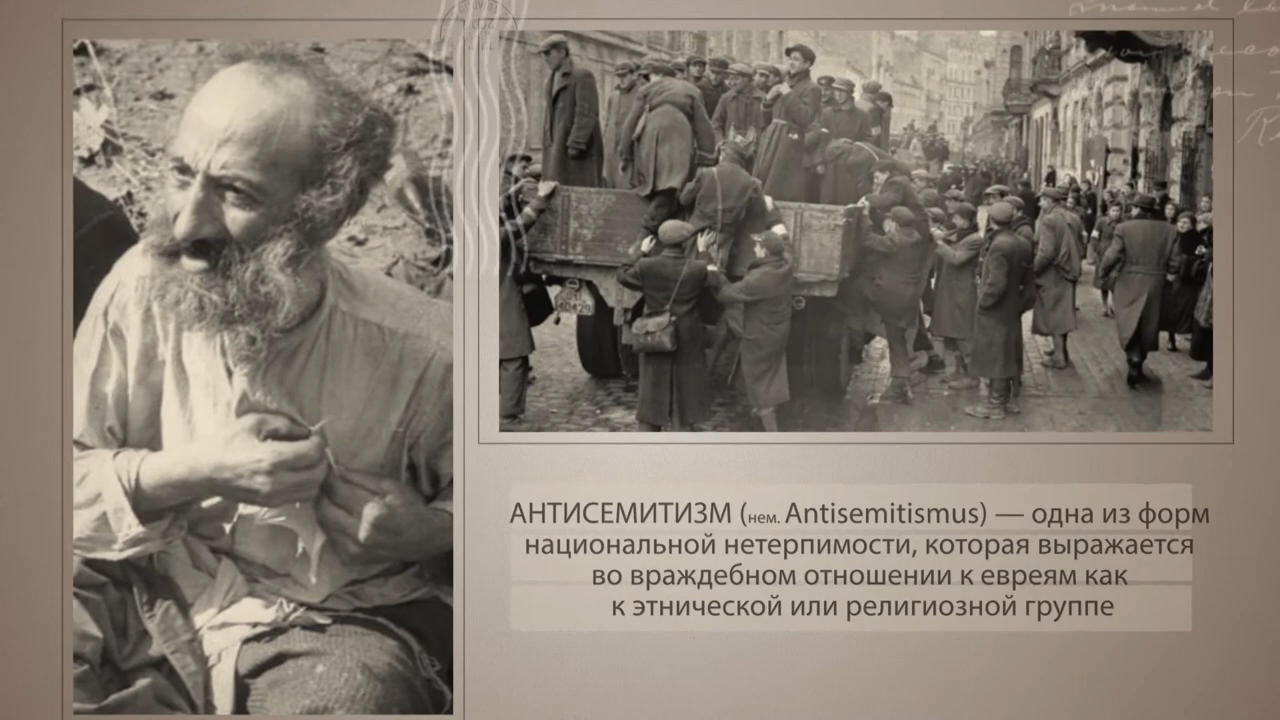 АНТИСЕМИТИЗМ (нем. Antisemitismus) — одна из форм
национальной нетерпимости, которая выражается
во враждебном отношении к евреям как
к этнической или религиозной группе